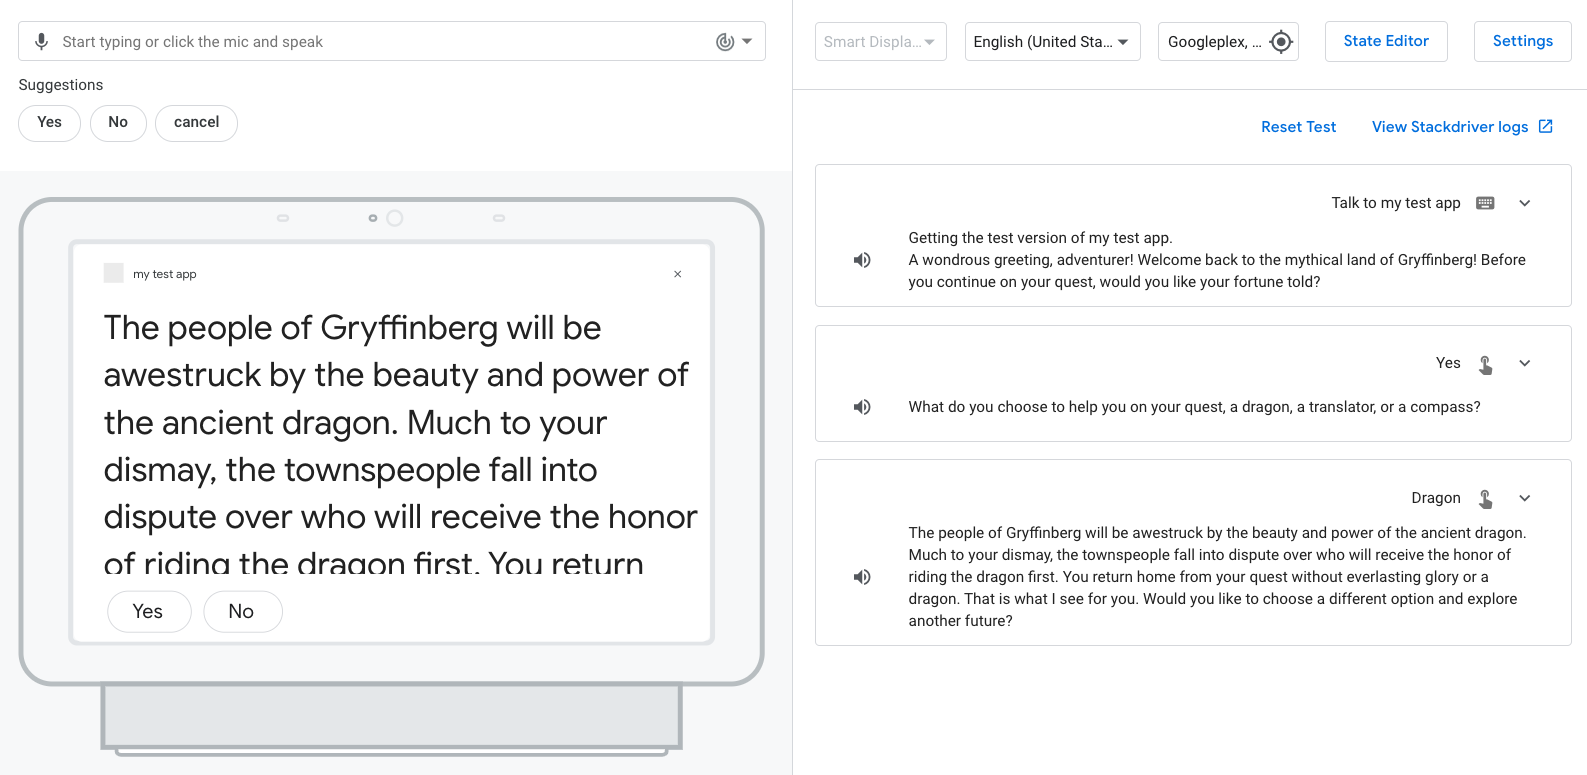 Start typing or click the mic and speak
Suggestions
Yes
No
cancel
my test app
×
The people of Gryffinberg will be
awestruck by the beauty and power of
the ancient dragon. Much to your
dismay, the townspeople fall into
dispute over who will receive the honor
of riding the dragon first. You return
Yes
No
Smart Displa...
English (United Sta...
Googleplex, ...
State Editor
Settings
Reset Test
View Stackdriver logs
Talk to my test app
Getting the test version of my test app.
A wondrous greeting, adventurer! Welcome back to the mythical land of Gryffinberg! Before
you continue on your quest, would you like your fortune told?
Yes
What do you choose to help you on your quest, a dragon, a translator, or a compass?
Dragon
The people of Gryffinberg will be awestruck by the beauty and power of the ancient dragon.
Much to your dismay, the townspeople fall into dispute over who will receive the honor of
riding the dragon first. You return home from your quest without everlasting glory or a
dragon. That is what I see for you. Would you like to choose a different option and explore
another future?